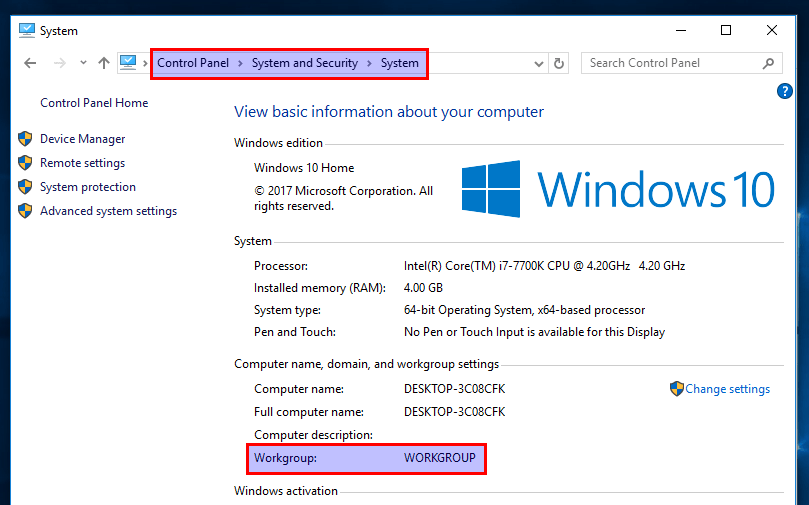 System
Control Panel > System and Security > System
Search Control Panel
?
Control Panel Home
Device Manager
Remote settings
System protection
Advanced system settings
View basic information about your computer
Windows edition
Windows 10 Home
© 2017 Microsoft Corporation. All
rights reserved.
Windows 10
System
Processor: Intel(R) Core(TM) i7-7700K CPU @ 4.20GHz 4.20 GHz
Installed memory (RAM): 4.00 GB
System type: 64-bit Operating System, x64-based processor
Pen and Touch: No Pen or Touch Input is available for this Display
Computer name, domain, and workgroup settings
Computer name: DESKTOP-3C08CFK
Change settings
Full computer name: DESKTOP-3C08CFK
Computer description:
Workgroup: WORKGROUP
Windows activation